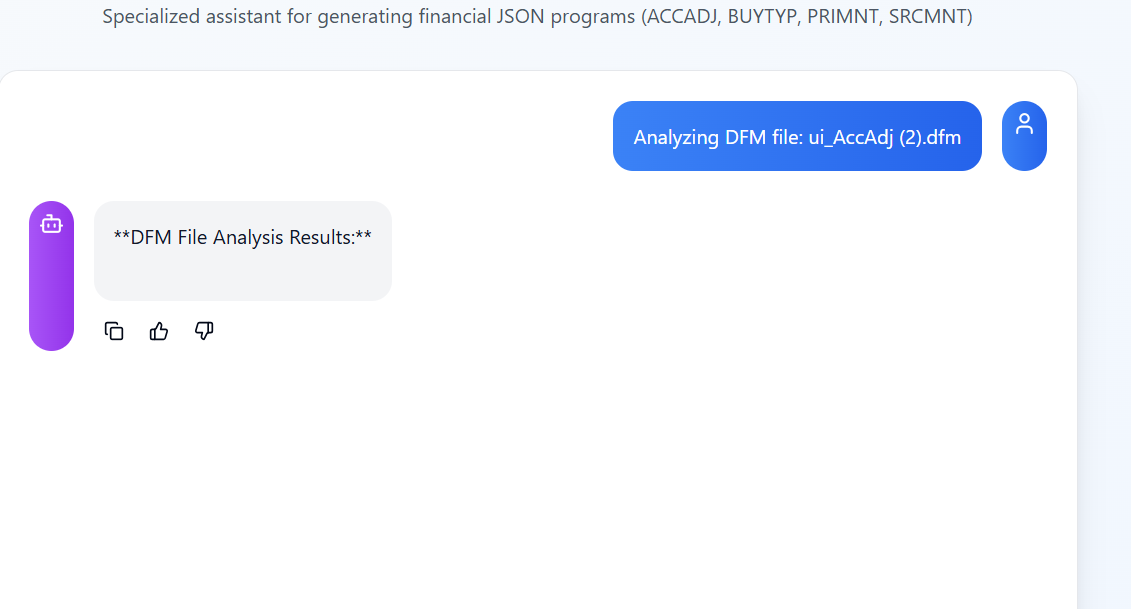 Specialized assistant for generating financial JSON programs (ACCADJ, BUYTYP, PRIMNT, SRCMNT)
Analyzing DFM file: ui_AccAdj (2).dfm
**DFM File Analysis Results:**